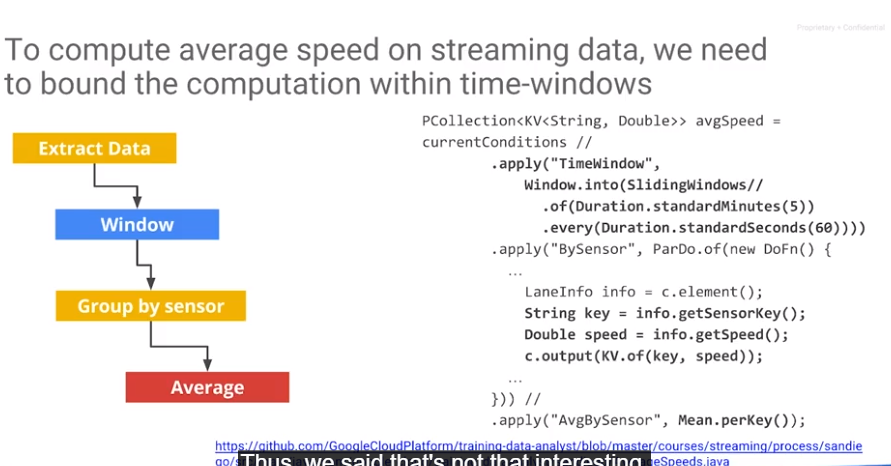 Proprietary + Confidential
To compute average speed on streaming data, we need
to bound the computation within time-windows
Extract Data
Window
Group by sensor
Average
PCollection<KV<String, Double>> avgSpeed =
currentConditions //
.apply("TimeWindow",
Window.into(SlidingWindows//
.of(Duration.standardMinutes(5))
.every(Duration.standardSeconds(60))))
.apply("BySensor", ParDo.of(new DoFn() {
...
LaneInfo info = c.element();
String key = info.getSensorKey();
Double speed = info.getSpeed();
c.output(KV.of(key, speed));
...
})) //
.apply("AvgBySensor", Mean.perKey());
https://github.com/GoogleCloudPlatform/training-data-analyst/blob/master/courses/streaming/process/sandie
ageSpeeds.java
Thus, we said that's not that interesting